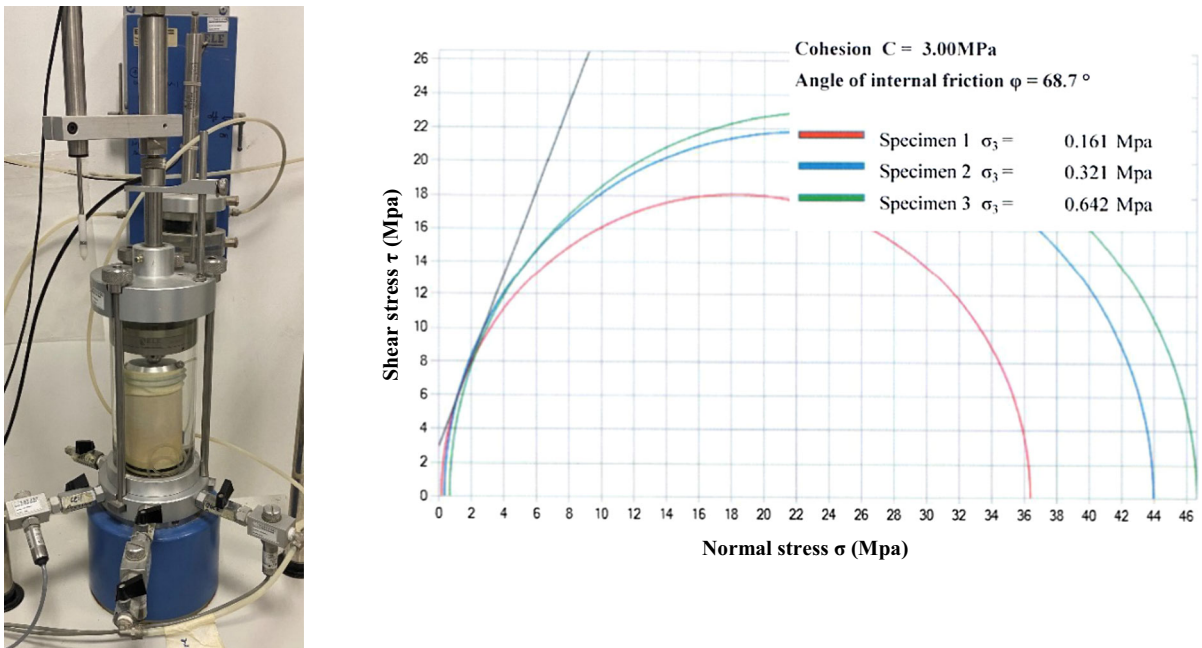 ELE
Cohesion C = 3.00MPa
Angle of internal friction φ = 68.7 °
Specimen 1 σ3 = 0.161 Mpa
Specimen 2 σ3 = 0.321 Mpa
Specimen 3 σ3 = 0.642 Mpa
26
24
22
20
18
16
14
12
10
8
6
4
2
0
Shear stress τ (Mpa)
0 2 4 6 8 10 12 14 16 18 20 22 24 26 28 30 32 34 36 38 40 42 44 46
Normal stress σ (Mpa)